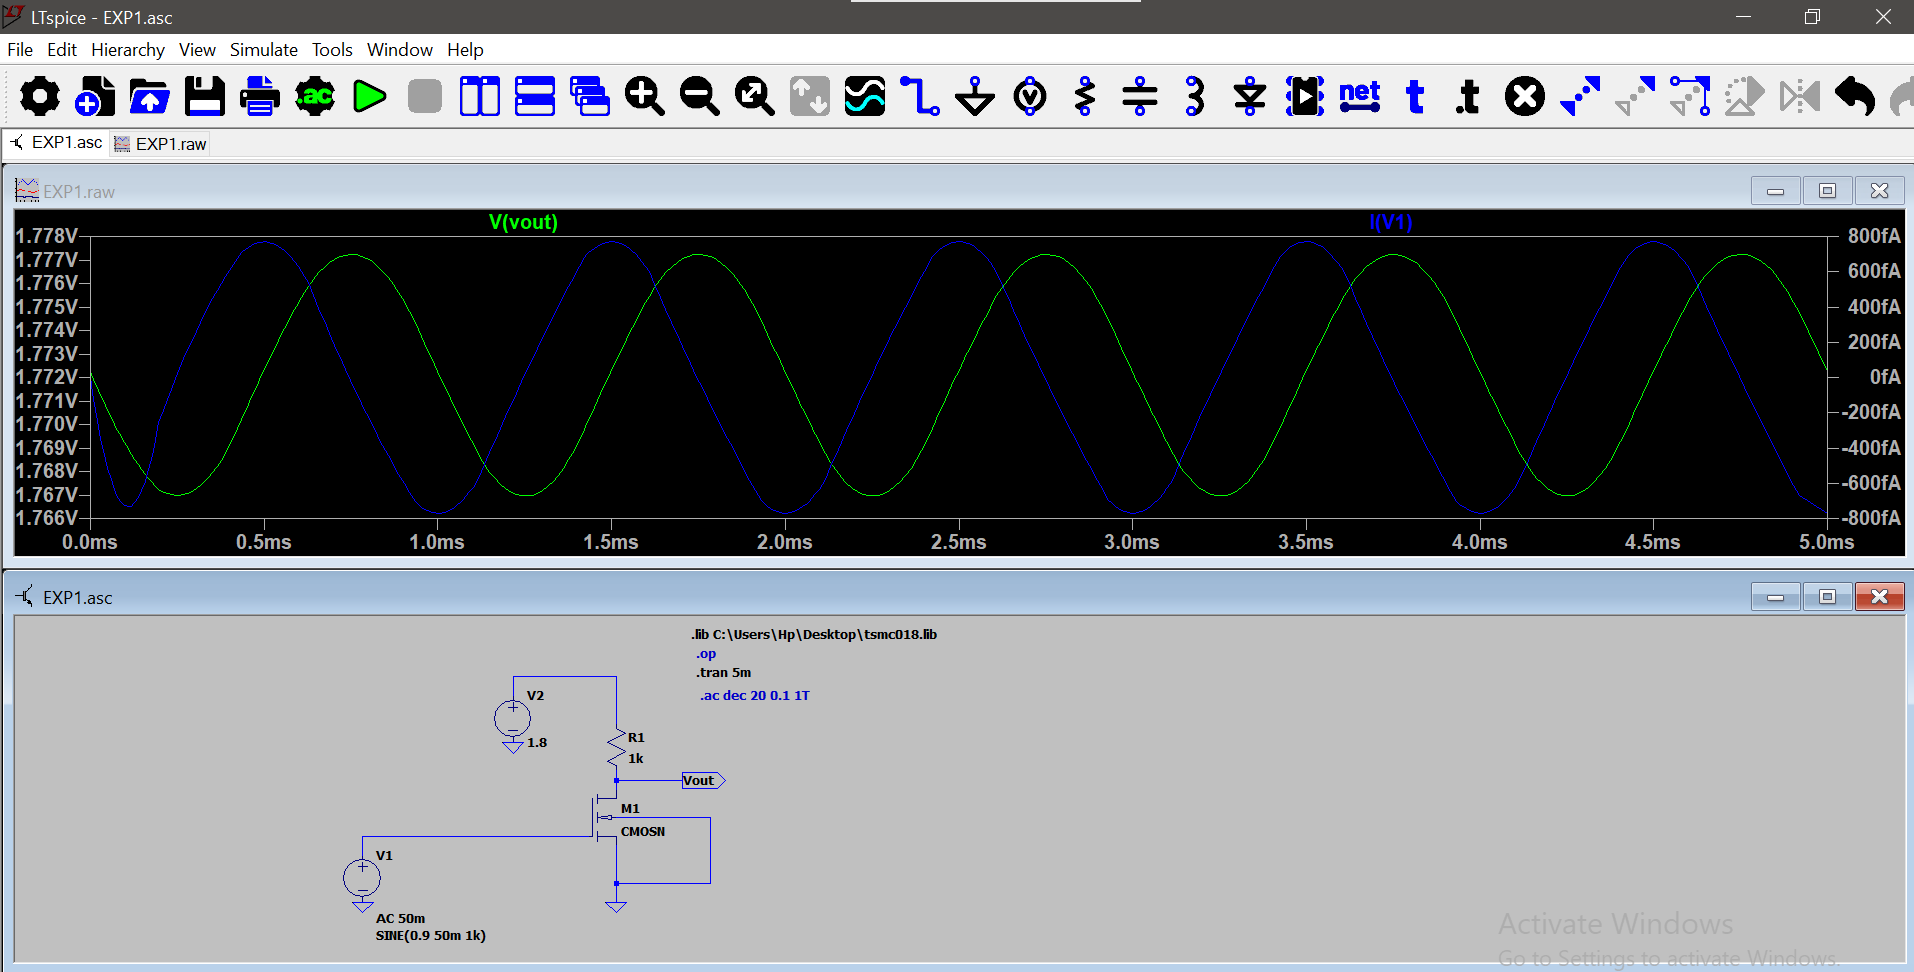 LTspice - EXP1.asc
File Edit Hierarchy View Simulate Tools Window Help
.ac net t .t
EXP1.asc EXP1.raw
EXP1.raw
V(vout) I(V1)
1.778V 800fA
1.777V
1.776V 600fA
1.775V 400fA
1.774V
1.773V 200fA
1.772V 0fA
1.771V
1.770V -200fA
1.769V -400fA
1.768V
1.767V -600fA
1.766V -800fA
0.0ms 0.5ms 1.0ms 1.5ms 2.0ms 2.5ms 3.0ms 3.5ms 4.0ms 4.5ms 5.0ms
EXP1.asc
.lib C:\Users\Hp\Desktop\tsmc018.lib
.op
.tran 5m
.ac dec 20 0.1 1T
V2
1.8
R1
1k
Vout
M1
CMOSN
V1
AC 50m
SINE(0.9 50m 1k)
Activate Windows
Go to Settings to activate Windows.